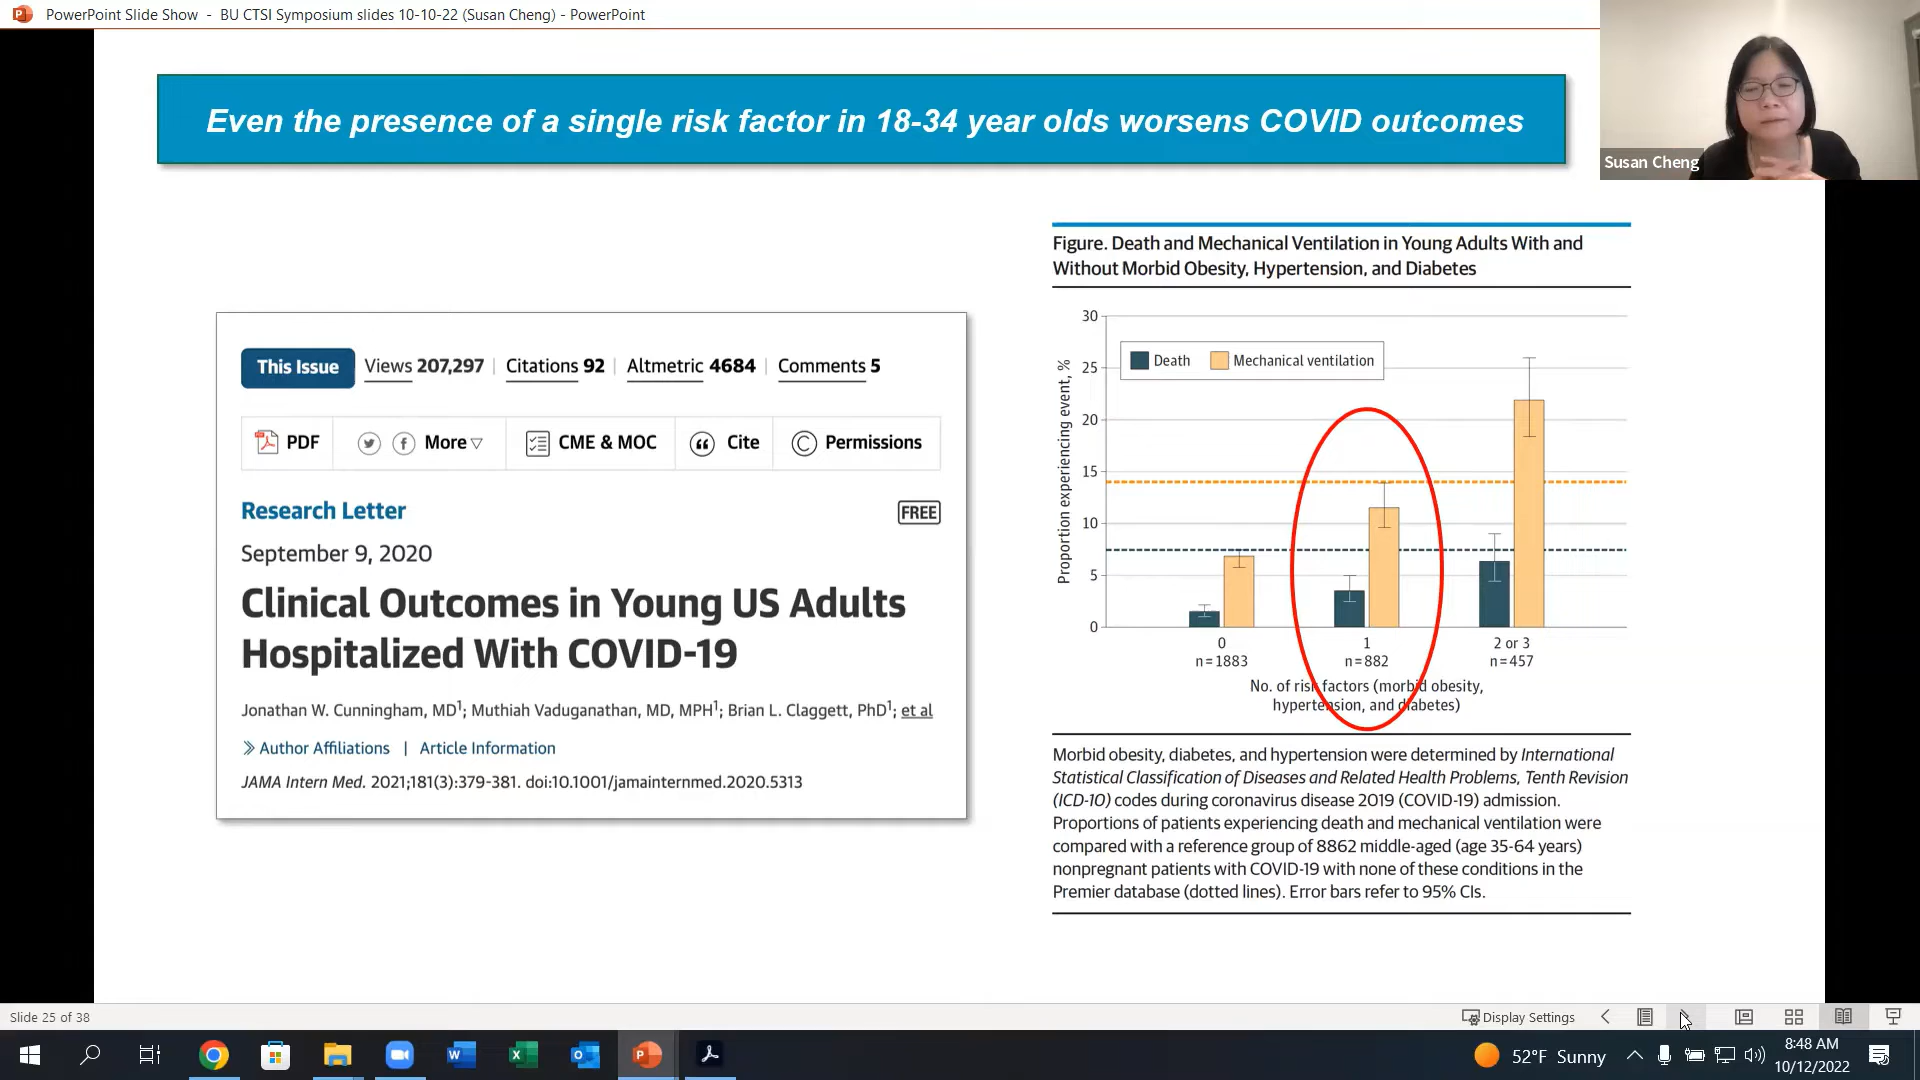 PowerPoint Slide Show - BU CTSI Symposium slides 10-10-22 (Susan Cheng) - PowerPoint
Even the presence of a single risk factor in 18-34 year olds worsens COVID outcomes
Susan Cheng
This Issue Views 207,297 | Citations 92 | Altmetric 4684 | Comments 5
PDF More CME & MOC Cite Permissions
Research Letter FREE
September 9, 2020
Clinical Outcomes in Young US Adults
Hospitalized With COVID-19
Jonathan W. Cunningham, MD1; Muthiah Vaduganathan, MD, MPH1; Brian L. Claggett, PhD1; et al
Author Affiliations | Article Information
JAMA Intern Med. 2021;181(3):379-381. doi:10.1001/jamainternmed.2020.5313
Figure. Death and Mechanical Ventilation in Young Adults With and
Without Morbid Obesity, Hypertension, and Diabetes
30
25
20
15
10
5
0
Proportion experiencing event, %
Death Mechanical ventilation
0 1 2 or 3
n=1883 n=882 n=457
No. of risk factors (morbid obesity,
hypertension, and diabetes)
Morbid obesity, diabetes, and hypertension were determined by International
Statistical Classification of Diseases and Related Health Problems, Tenth Revision
(ICD-10) codes during coronavirus disease 2019 (COVID-19) admission.
Proportions of patients experiencing death and mechanical ventilation were
compared with a reference group of 8862 middle-aged (age 35-64 years)
nonpregnant patients with COVID-19 with none of these conditions in the
Premier database (dotted lines). Error bars refer to 95% CIs.
Slide 25 of 38
Display Settings
52°F Sunny
8:48 AM
10/12/2022